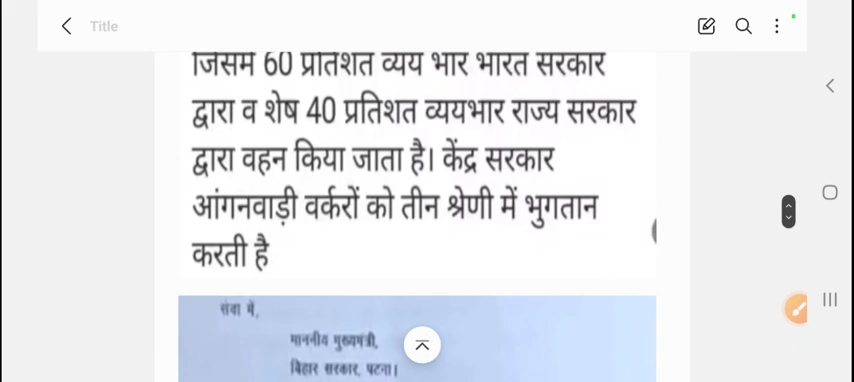 Title
जिसमें 60 प्रतिशत व्यय भार भारत सरकार
द्वारा व शेष 40 प्रतिशत व्ययभार राज्य सरकार
द्वारा वहन किया जाता है। केंद्र सरकार
आंगनवाड़ी वर्करों को तीन श्रेणी में भुगतान
करती है
सेवा में,
माननीय मुख्यमंत्री,
बिहार सरकार, पटना।